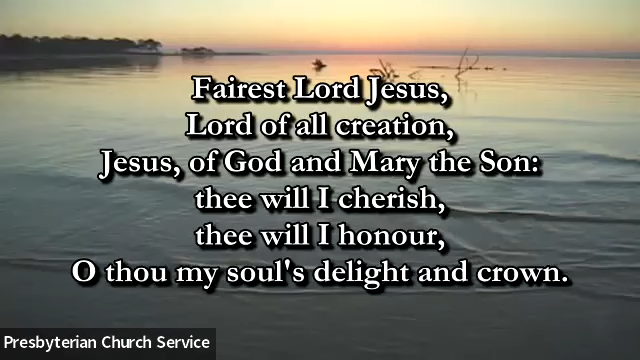 Fairest Lord Jesus,
Lord of all creation,
Jesus, of God and Mary the Son:
thee will I cherish,
thee will I honour,
O thou my soul's delight and crown.
Presbyterian Church Service